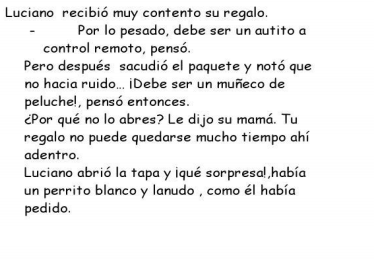 Luciano recibió muy contento su regalo.
- Por lo pesado, debe ser un autito a
control remoto, pensó.
Pero después sacudió el paquete y notó que
no hacia ruido... ¡Debe ser un muñeco de
peluche!, pensó entonces.
¿Por qué no lo abres? Le dijo su mamá. Tu
regalo no puede quedarse mucho tiempo ahí
adentro.
Luciano abrió la tapa y ¡qué sorpresa!,había
un perrito blanco y lanudo , como él había
pedido.